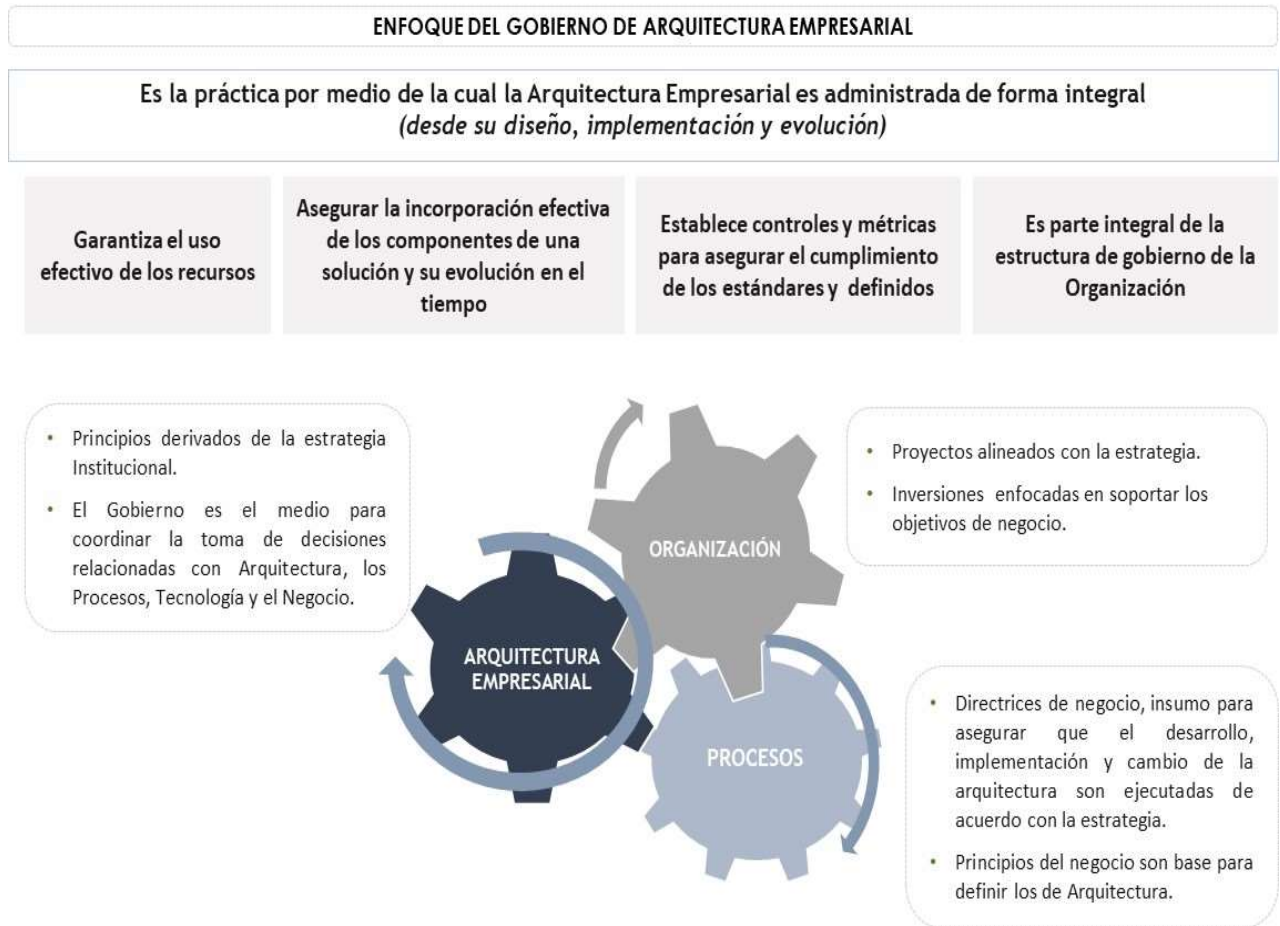 ENFOQUE DEL GOBIERNO DE ARQUITECTURA EMPRESARIAL
Es la práctica por medio de la cual la Arquitectura Empresarial es administrada de forma integral
(desde su diseño, implementación y evolución)
Garantiza el uso
efectivo de los recursos
Asegurar la incorporación efectiva
de los componentes de una
solución y su evolución en el
tiempo
Establece controles y métricas
para asegurar el cumplimiento
de los estándares y definidos
Es parte integral de la
estructura de gobierno de la
Organización
• Principios derivados de la estrategia
Institucional.
• El Gobierno es el medio para
coordinar la toma de decisiones
relacionadas con Arquitectura, los
Procesos, Tecnología y el Negocio.
• Proyectos alineados con la estrategia.
• Inversiones enfocadas en soportar los
objetivos de negocio.
ORGANIZACIÓN
ARQUITECTURA
EMPRESARIAL
PROCESOS
• Directrices de negocio, insumo para
asegurar que el desarrollo,
implementación y cambio de la
arquitectura son ejecutadas de
acuerdo con la estrategia.
• Principios del negocio son base para
definir los de Arquitectura.